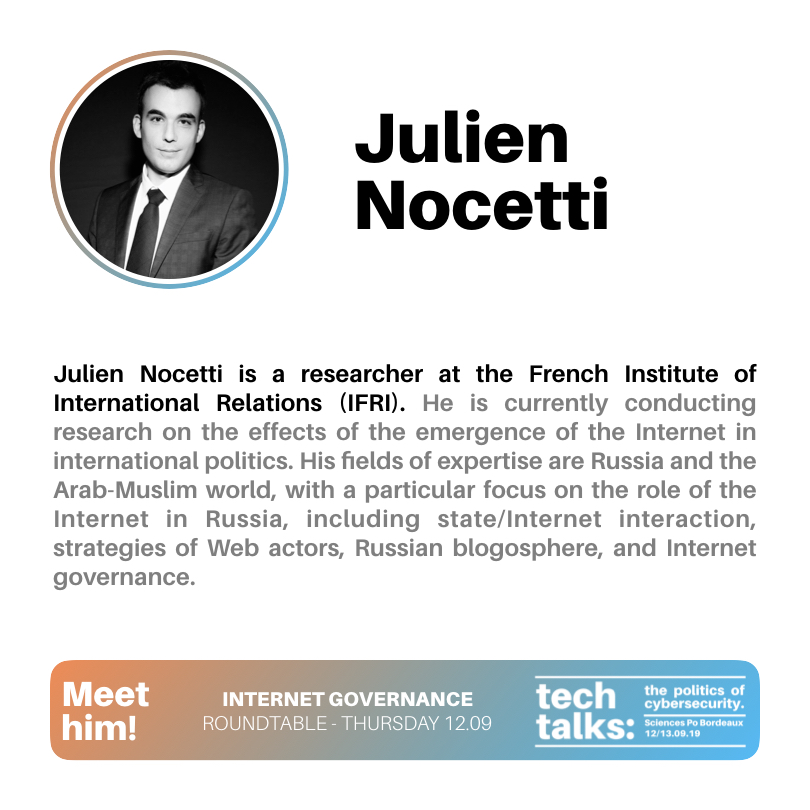 Julien
Nocetti
Julien Nocetti is a researcher at the French Institute of
International Relations (IFRI). He is currently conducting
research on the effects of the emergence of the Internet in
international politics. His fields of expertise are Russia and the
Arab-Muslim world, with a particular focus on the role of the
Internet in Russia, including state/Internet interaction,
strategies of Web actors, Russian blogosphere, and Internet
governance.
Meet
him!
INTERNET GOVERNANCE
ROUNDTABLE - THURSDAY 12.09
tech
talks:
the politics of
cybersecurity.
Sciences Po Bordeaux
12/13.09.19